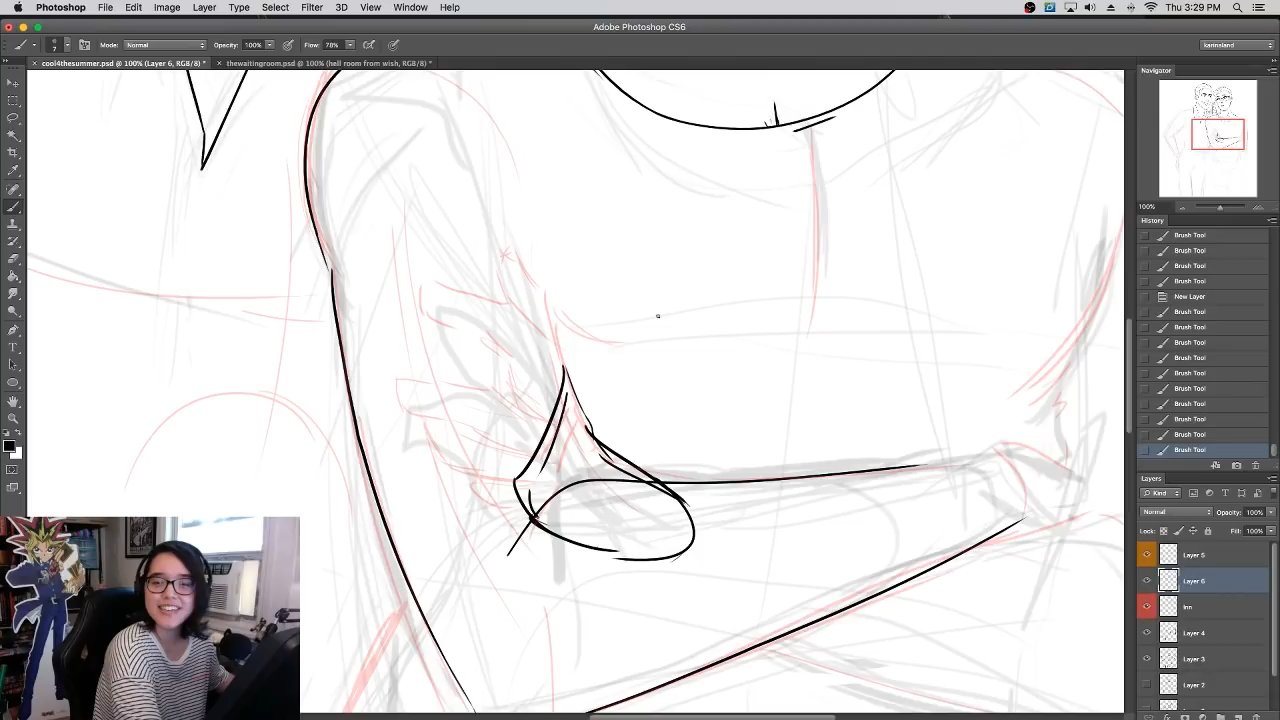 Photoshop File Edit Image Layer Type Select Filter 3D View Window Help Thu 3:29 PM
Adobe Photoshop CS6
7 Mode: Normal Opacity: 100% Flow: 78% karinsland
cool4thesummer.psd @ 100% (Layer 6, RGB/8) * thewaitingroom.psd @ 100% (hell room from wish, RGB/8) *
Navigator
100%
History
Brush Tool
Brush Tool
Brush Tool
Brush Tool
New Layer
Brush Tool
Brush Tool
Brush Tool
Brush Tool
Brush Tool
Brush Tool
Brush Tool
Brush Tool
Brush Tool
Brush Tool
Layers
Kind
Normal Opacity: 100%
Lock: Fill: 100%
Layer 5
Layer 6
Inn
Layer 4
Layer 3
Layer 2